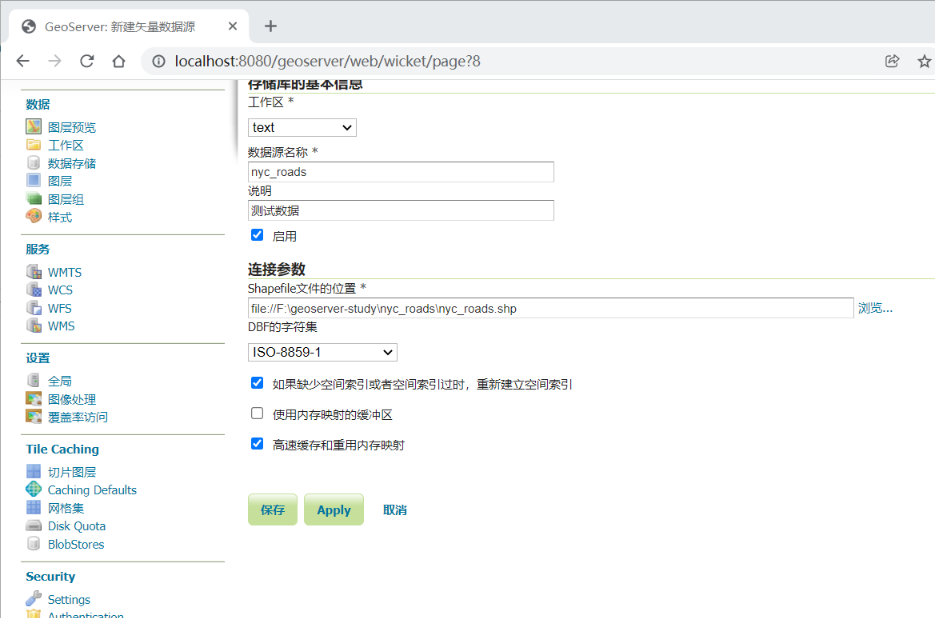 GeoServer: 新建矢量数据源
localhost:8080/geoserver/web/wicket/page?8
数据
图层预览
工作区
数据存储
图层
图层组
样式
服务
WMTS
WCS
WFS
WMS
设置
全局
图像处理
覆盖率访问
Tile Caching
切片图层
Caching Defaults
网格集
Disk Quota
BlobStores
Security
Settings
Authentication
存储库的基本信息
工作区 *
text
数据源名称 *
nyc_roads
说明
测试数据
启用
连接参数
Shapefile文件的位置 *
file://F:\geoserver-study\nyc_roads\nyc_roads.shp 浏览...
DBF的字符集
ISO-8859-1
如果缺少空间索引或者空间索引过时，重新建立空间索引
使用内存映射的缓冲区
高速缓存和重用内存映射
保存 Apply 取消